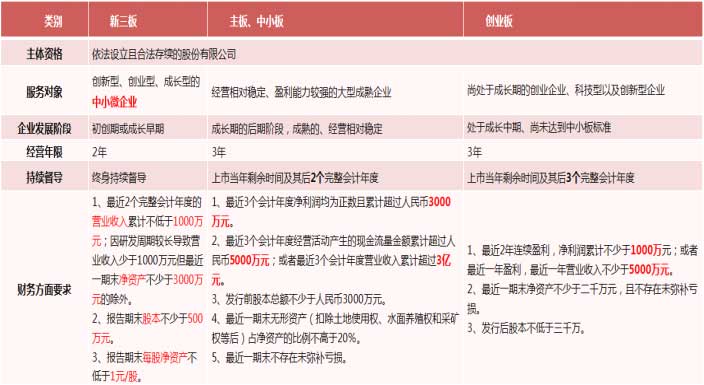 类别 新三板 主板、中小板 创业板
主体资格 依法设立且合法存续的股份有限公司
服务对象 创新型、创业型、成长型的
中小微企业
经营相对稳定、盈利能力较强的大型成熟企业
尚处于成长期的创业企业、科技型以及创新型企业
企业发展阶段 初创期或成长早期 成长期的后期阶段，成熟的、经营相对稳定 处于成长中期、尚未达到中小板标准
经营年限 2年 3年 3年
持续督导 终身持续督导 上市当年剩余时间及其后2个完整会计年度 上市当年剩余时间及其后3个完整会计年度
财务方面要求
1、最近2个完整会计年度的
营业收入累计不低于1000万
元；因研发周期较长导致营
业收入少于1000万元但最近
一期末净资产不少于3000万
元的除外。
2、报告期末股本不少于500
万元。
3、报告期末每股净资产不
低于1元/股。
1、最近3个会计年度净利润均为正数且累计超过人民币3000
万元。
2、最近3个会计年度经营活动产生的现金流量金额累计超过人
民币5000万元；或者最近3个会计年度营业收入累计超过3亿
元。
3、发行前股本总额不少于人民币3000万元。
4、最近一期末无形资产（扣除土地使用权、水面养殖权和采矿
权等后）占净资产的比例不高于20%。
5、最近一期末不存在未弥补亏损。
1、最近2年连续盈利，净利润累计不少于1000万元；或者
最近一年盈利，最近一年营业收入不少于5000万元。
2、最近一期末净资产不少于二千万元，且不存在未弥补亏
损。
3、发行后股本不低于三千万。